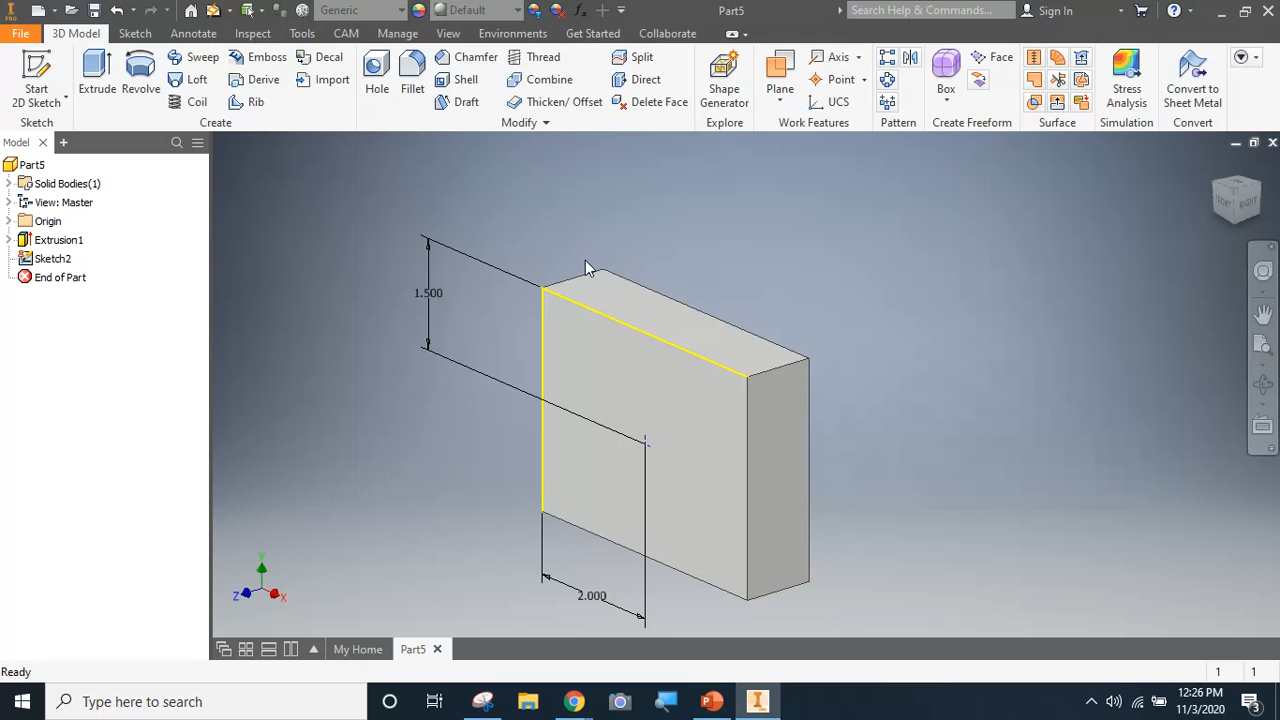 PRO Generic Default Part5 Search Help & Commands... Sign In ?
File 3D Model Sketch Annotate Inspect Tools CAM Manage View Environments Get Started Collaborate
Start
2D Sketch
Extrude Revolve
Sweep Emboss Decal
Loft Derive Import
Coil Rib
Hole Fillet
Chamfer Thread Split
Shell Combine Direct
Draft Thicken/ Offset Delete Face
Shape
Generator
Plane
Axis
Point
UCS
Box
Face
Stress
Analysis
Convert to
Sheet Metal
Sketch Create Modify Explore Work Features Pattern Create Freeform Surface Simulation Convert
Model
Part5
Solid Bodies(1)
View: Master
Origin
Extrusion1
Sketch2
End of Part
FRONT RIGHT
1.500
2.000
Y
Z X
My Home Part5
Ready 1 1
Type here to search
12:26 PM
11/3/2020
3